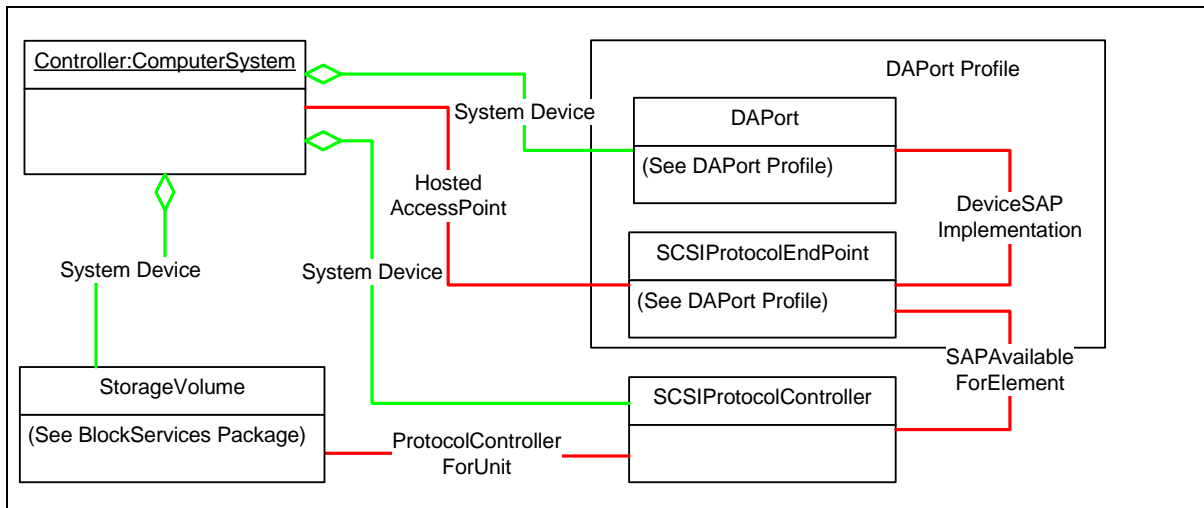 Controller:ComputerSystem
DAPort Profile
System Device
DAPort
(See DAPort Profile)
Hosted
AccessPoint
DeviceSAP
Implementation
System Device
System Device
SCSIProtocolEndPoint
(See DAPort Profile)
SAPAvailable
ForElement
StorageVolume
(See BlockServices Package)
ProtocolController
ForUnit
SCSIProtocolController